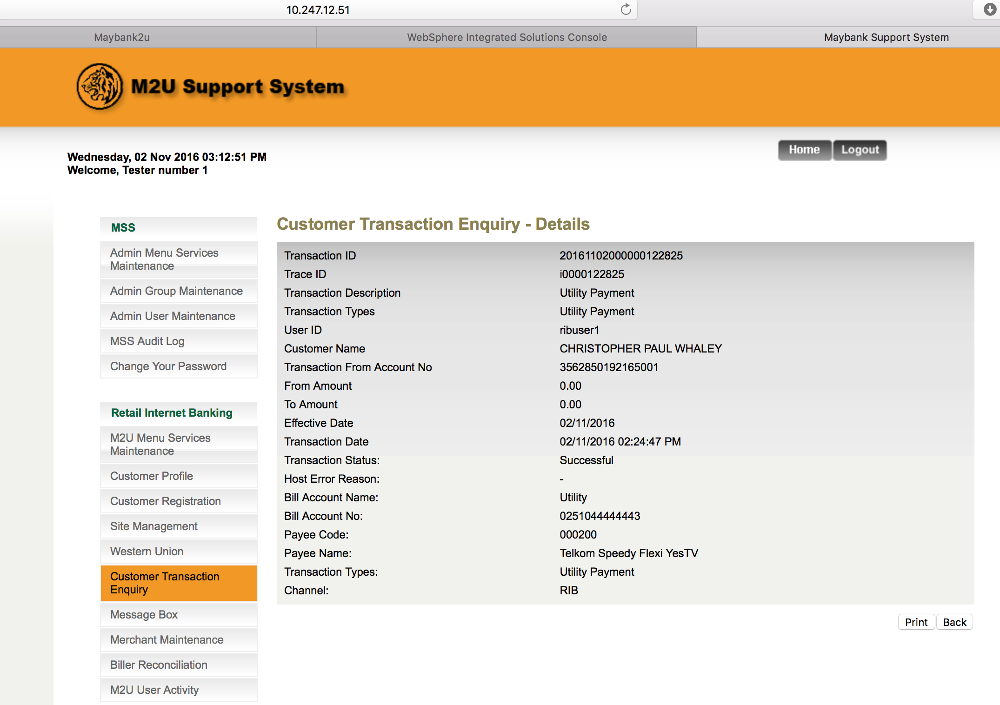 10.247.12.51
Maybank2u
WebSphere Integrated Solutions Console
Maybank Support System
M2U Support System
Home
Logout
Wednesday, 02 Nov 2016 03:12:51 PM
Welcome, Tester number 1
MSS
Admin Menu Services
Maintenance
Admin Group Maintenance
Admin User Maintenance
MSS Audit Log
Change Your Password
Retail Internet Banking
M2U Menu Services
Maintenance
Customer Profile
Customer Registration
Site Management
Western Union
Customer Transaction
Enquiry
Message Box
Merchant Maintenance
Biller Reconciliation
M2U User Activity
Customer Transaction Enquiry - Details
Transaction ID 20161102000000122825
Trace ID i0000122825
Transaction Description Utility Payment
Transaction Types Utility Payment
User ID ribuser1
Customer Name CHRISTOPHER PAUL WHALEY
Transaction From Account No 3562850192165001
From Amount 0.00
To Amount 0.00
Effective Date 02/11/2016
Transaction Date 02/11/2016 02:24:47 PM
Transaction Status: Successful
Host Error Reason: -
Bill Account Name: Utility
Bill Account No: 0251044444443
Payee Code: 000200
Payee Name: Telkom Speedy Flexi YesTV
Transaction Types: Utility Payment
Channel: RIB
Print
Back